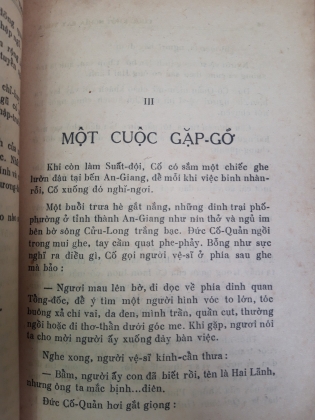 III
MỘT CUỘC GẶP-GỠ
Khi còn làm Suất-đội, Cố có sắm một chiếc ghe
lườn đậu tại bến An-Giang, để mỗi khi việc binh nhàn-
rỗi, Cố xuống đó nghỉ-ngơi.
Một buổi trưa hè gắt nắng, những dinh trại phố-
phường ở tỉnh thành An-Giang như nín thở và ngủ im
bên bờ sông Cửu-Long trắng bạc. Đức Cố-Quản ngồi
trong mui ghe, tay cầm quạt phe-phảy. Bỗng như sực
nghĩ ra điều gì, Cố gọi người vệ-sĩ ở phía sau ghe
mà bảo :
— Ngươi mau lên bờ, đi dọc về phía dinh quan
Tổng-đốc, để ý tìm một người hình vóc to lớn, tóc
buông xả chí vai, da đen, mình trần, quần cụt, thường
ngồi hoặc đi thơ-thẩn dưới gốc me. Khi gặp, ngươi nói
ta cho mời người ấy xuống đây bàn việc.
Nghe xong, người vệ-sĩ kính-cẩn thưa :
— Bẩm, người ấy con đã biết rồi, tên là Hai Lãnh,
nhưng ông ta mắc bịnh...điên.
Đức Cố-Quản hơi gắt giọng :